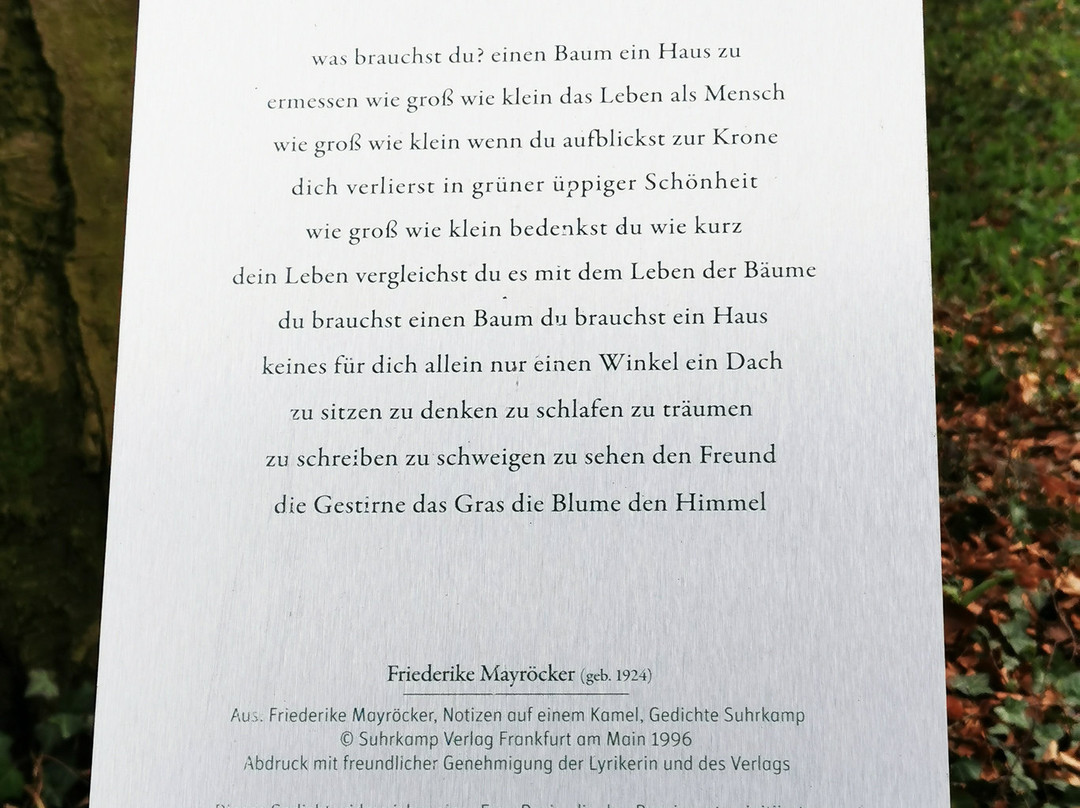 was brauchst du? einen Baum ein Haus zu
ermessen wie groß wie klein das Leben als Mensch
wie groß wie klein wenn du aufblickst zur Krone
dich verlierst in grüner üppiger Schönheit
wie groß wie klein bedenkst du wie kurz
dein Leben vergleichst du es mit dem Leben der Bäume
du brauchst einen Baum du brauchst ein Haus
keines für dich allein nur einen Winkel ein Dach
zu sitzen zu denken zu schlafen zu träumen
zu schreiben zu schweigen zu sehen den Freund
die Gestirne das Gras die Blume den Himmel
Friederike Mayröcker (geb. 1924)
Aus: Friederike Mayröcker, Notizen auf einem Kamel, Gedichte Suhrkamp
© Suhrkamp Verlag Frankfurt am Main 1996
Abdruck mit freundlicher Genehmigung der Lyrikerin und des Verlags